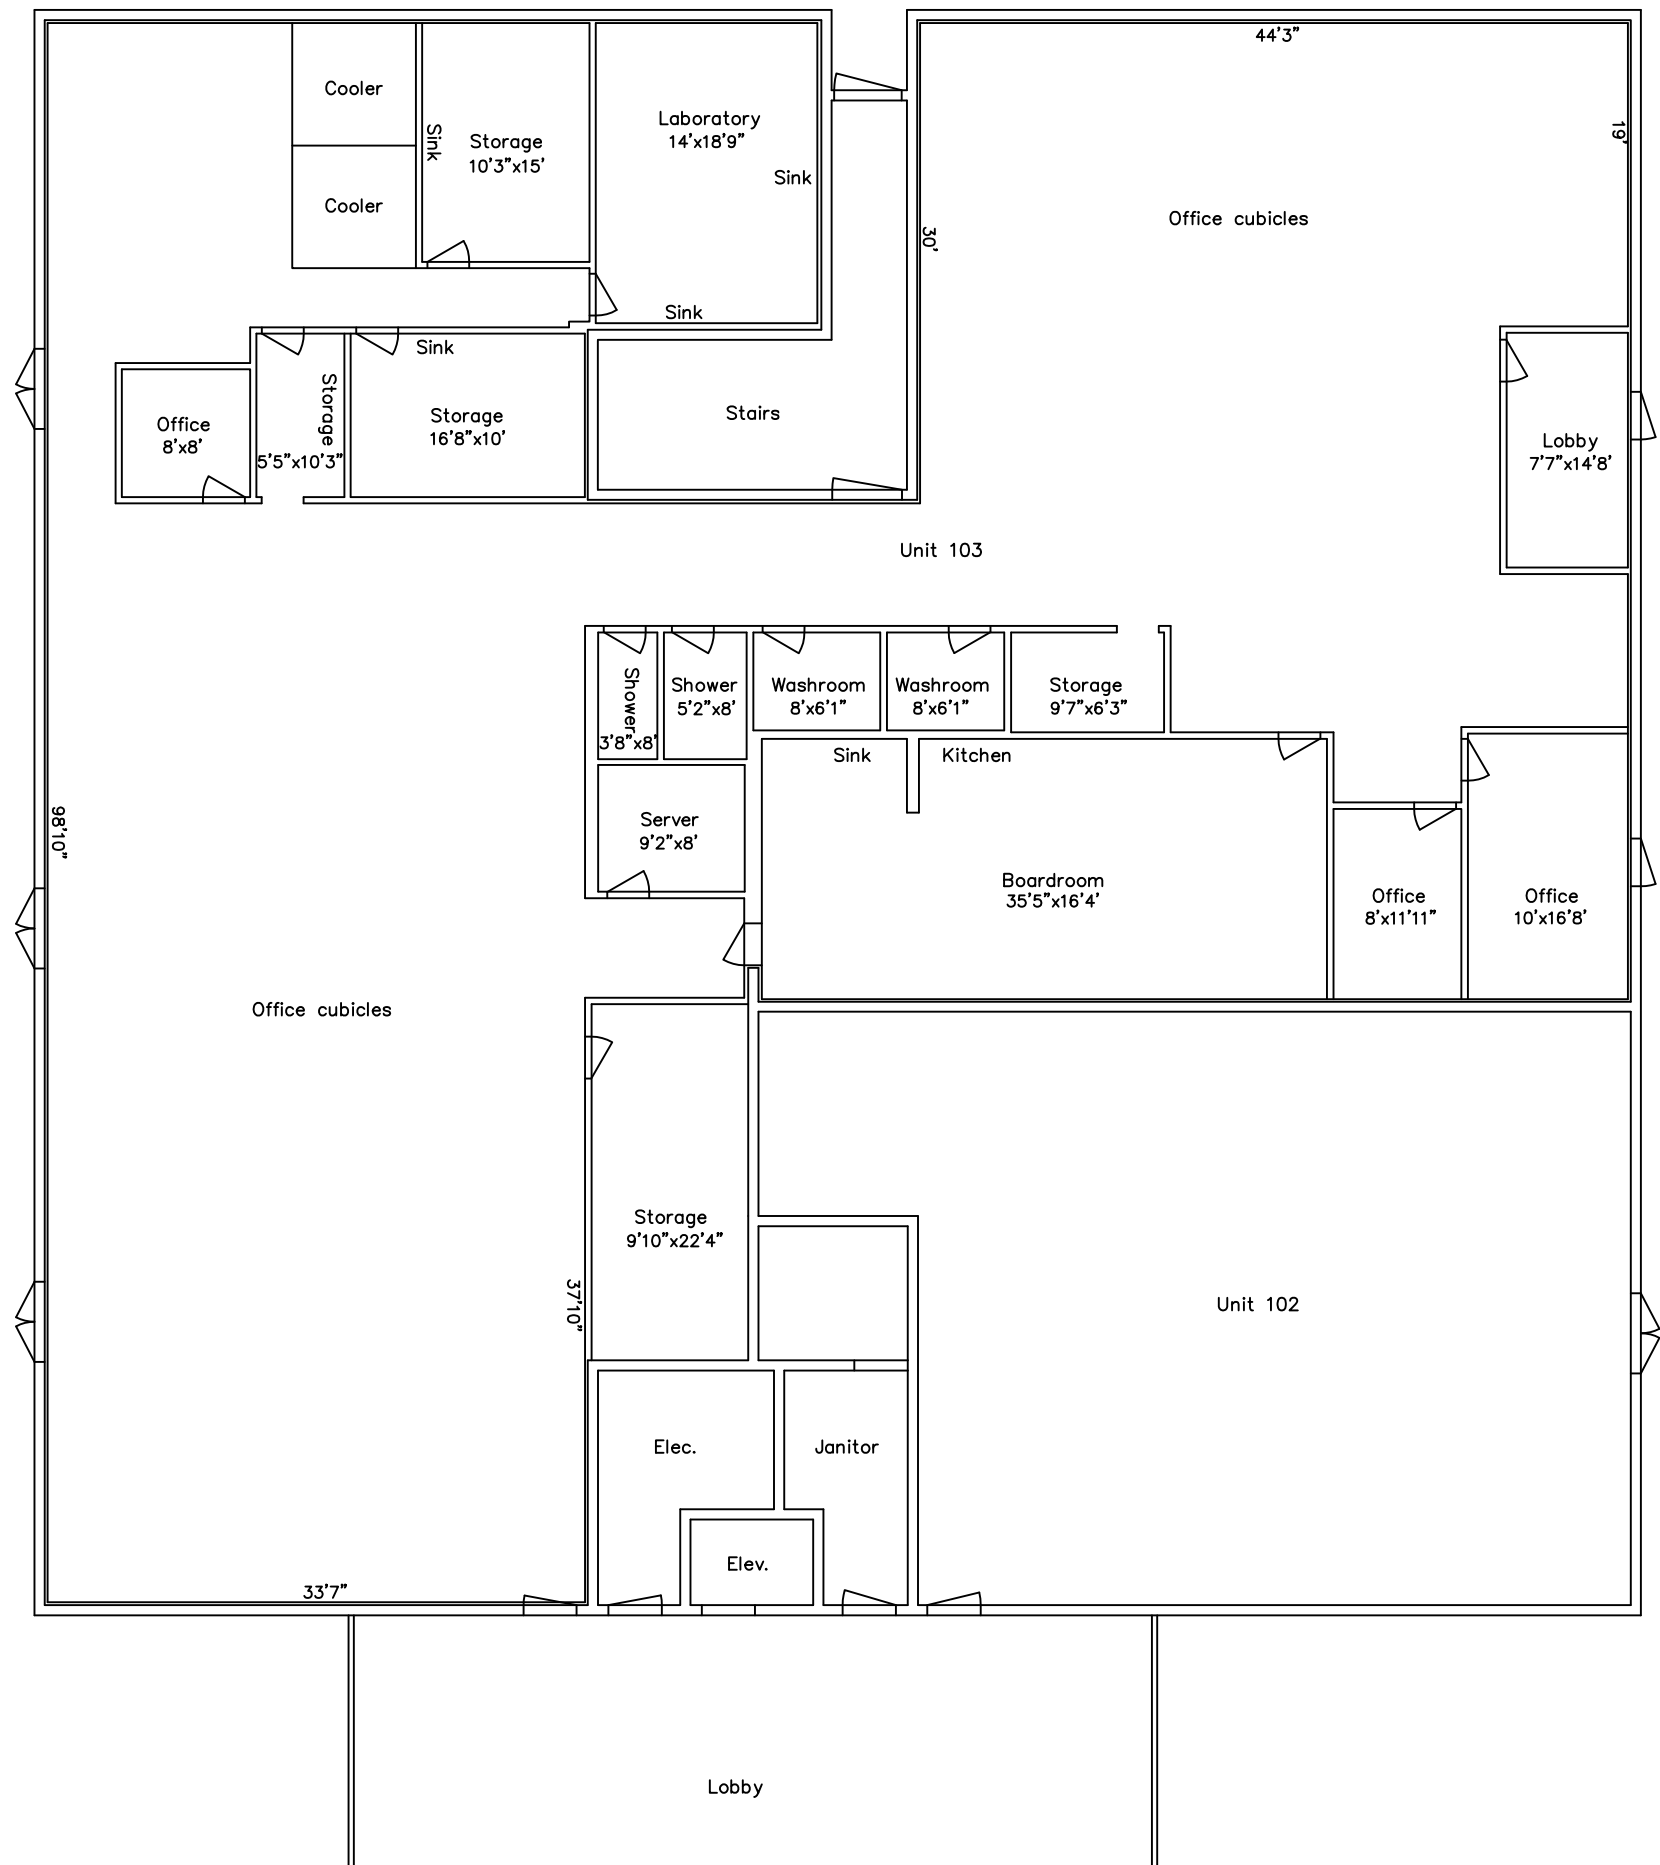 44'3"
Cooler
Laboratory
14'x18'9"
19'
Sink
Storage
10'3"x15'
Sink
Cooler
Office cubicles
30'
Sink
Sink
Storage
5'5"x10'3"
Office
8'x8'
Storage
16'8"x10'
Stairs
Lobby
7'7"x14'8'
Unit 103
Shower
3'8"x8'
Shower
5'2"x8'
Washroom
8'x6'1"
Washroom
8'x6'1"
Storage
9'7"x6'3"
Sink
Kitchen
98'10"
Server
9'2"x8'
Boardroom
35'5"x16'4'
Office
8'x11'11"
Office
10'x16'8'
Office cubicles
Storage
9'10"x22'4"
37'10"
Unit 102
Elec.
Janitor
Elev.
33'7"
Lobby